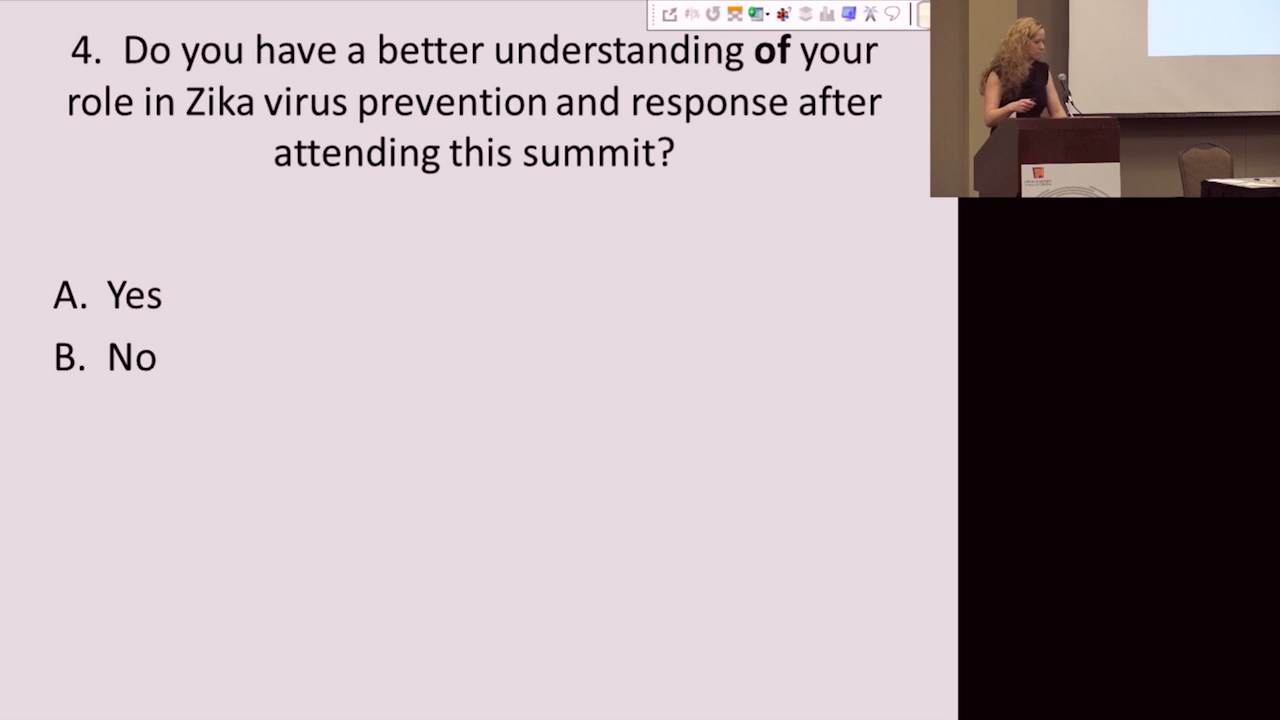 4. Do you have a better understanding of your
role in Zika virus prevention and response after
attending this summit?
A. Yes
B. No